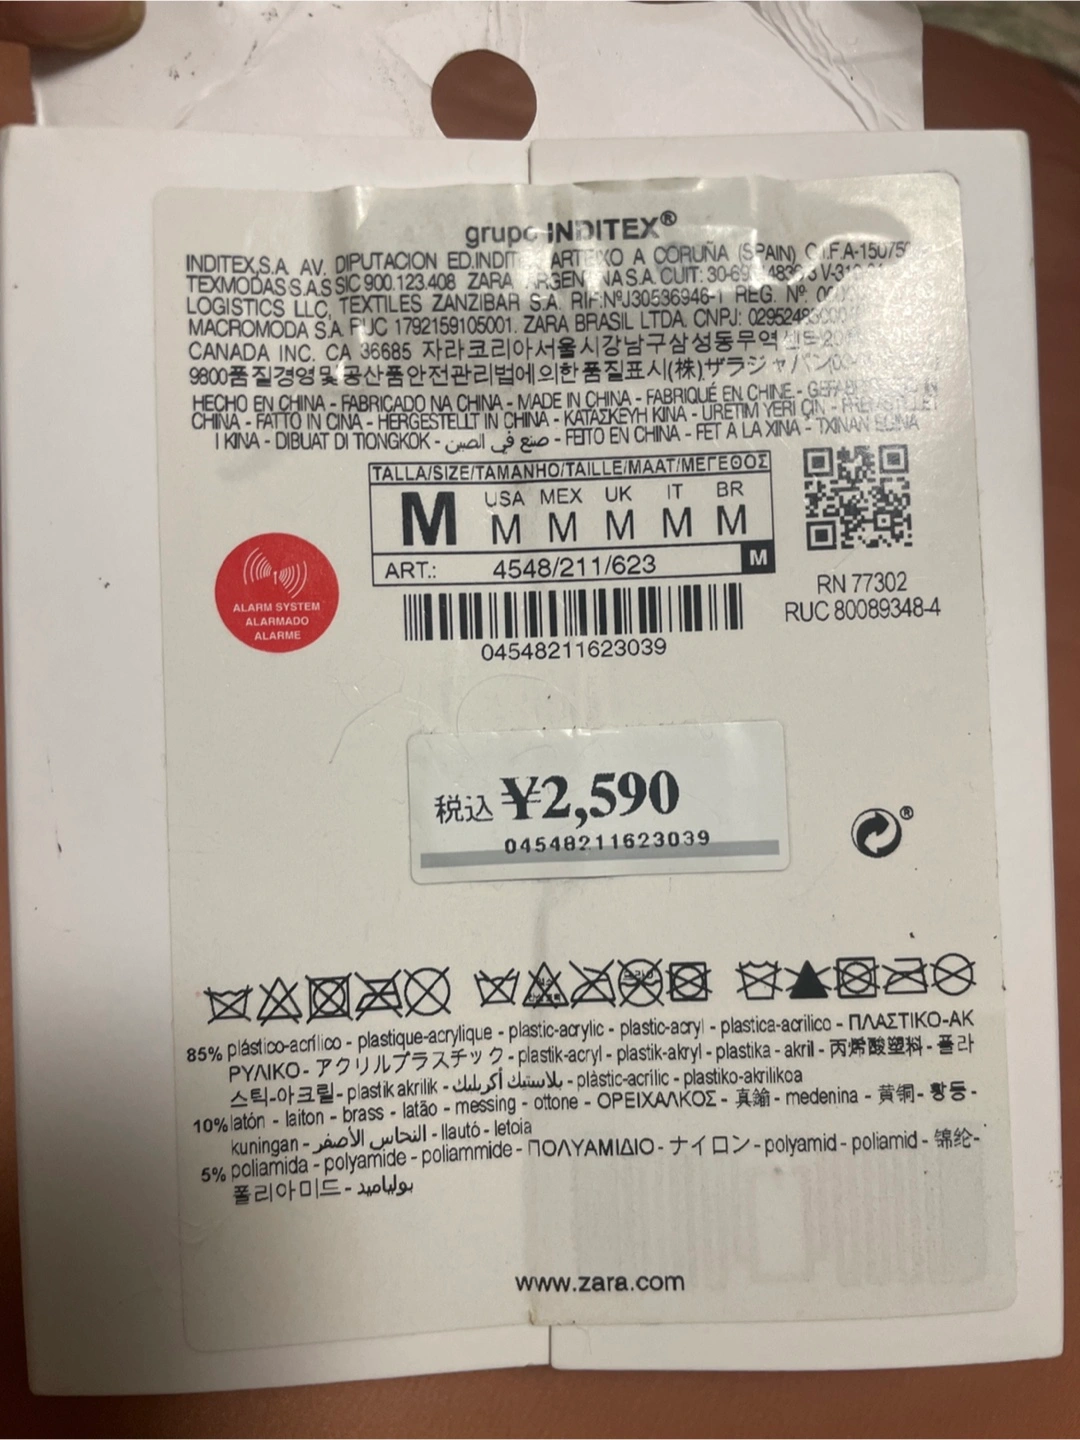 grupo INDITEX®
INDITEX,S.A. AV. DIPUTACION ED.INDIT ARTEIXO A CORUÑA (SPAIN)
TEXMODAS S.A.S SIC 900.123.408 ZARA ARGENTINA S.A. CUIT:
LOGISTICS LLC, TEXTILES ZANZIBAR S.A. RIF:NºJ30536946-1 REG. Nº:
MACROMODA S.A. RUC 1792159105001. ZARA BRASIL LTDA. CNPJ:
CANADA INC. CA 36685 자라코리아서울시강남구삼성동무역센터
9800품질경영및공산품안전관리법에의한품질표시(株)ザラジャパン
HECHO EN CHINA - FABRICADO NA CHINA - MADE IN CHINA - FABRIQUÉ EN CHINE -
CHINA - FATTO IN CINA - HERGESTELLT IN CHINA - ΚΑΤΑΣΚΕΥΗ ΚΙΝΑ - ÜRETIM YERI ÇIN -
I KINA - DIBUAT DI TIONGKOK - صنع في الصين - FEITO EN CHINA - FET A LA XINA - TXINAN EGINA
TALLA/SIZE/TAMANHO/TAILLE/MAAT/ΜΕΓΕΘΟΣ
USA MEX UK IT BR
M M M M M M
ART.: 4548/211/623 M
ALARM SYSTEM
ALARMADO
ALARME
RN 77302
RUC 80089348-4
04548211623039
税込 ¥2,590
04548211623039
®
85% plástico-acrílico - plastique-acrylique - plastic-acrylic - plastic-acryl - plastica-acrilico - ΠΛΑΣΤΙΚΟ-ΑΚ
ΡΥΛΙΚΟ - アクリルプラスチック - plastik-acryl - plastik-akryl - plastika - akril - 丙烯酸塑料 - 플라
스틱-아크릴 - plastik akrilik - بلاستيك أكريليك - plàstic-acrílic - plastiko-akrilikoa
10% latón - laiton - brass - latão - messing - ottone - ΟΡΕΙΧΑΛΚΟΣ - 真鍮 - medenina - 黄铜 - 황동 -
kuningan - النحاس الأصفر - llautó - letoia
5% poliamida - polyamide - poliammide - ΠΟΛΥΑΜΙΔΙΟ - ナイロン - polyamid - poliamid - 锦纶 -
폴리아미드 - بولياميد
www.zara.com